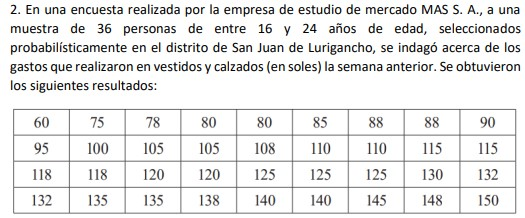 2. En una encuesta realizada por la empresa de estudio de mercado MAS S. A., a una
muestra de 36 personas de entre 16 y 24 años de edad, seleccionados
probabilísticamente en el distrito de San Juan de Lurigancho, se indagó acerca de los
gastos que realizaron en vestidos y calzados (en soles) la semana anterior. Se obtuvieron
los siguientes resultados:
60 75 78 80 80 85 88 88 90
95 100 105 105 108 110 110 115 115
118 118 120 120 125 125 125 130 132
132 135 135 138 140 140 145 148 150